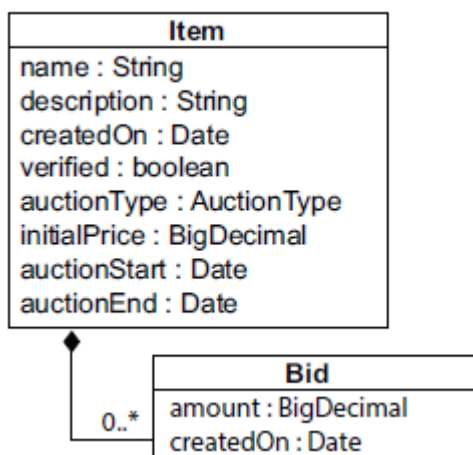 Item
name : String
description : String
createdOn : Date
verified : boolean
auctionType : AuctionType
initialPrice : BigDecimal
auctionStart : Date
auctionEnd : Date
Bid
0..*
amount : BigDecimal
createdOn : Date